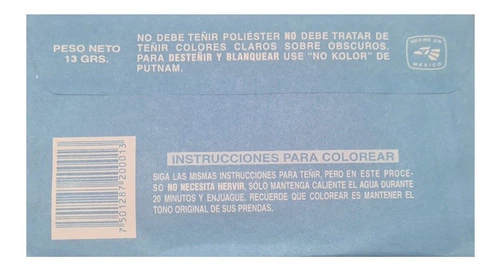 PESO NETO
13 GRS.
NO DEBE TEÑIR POLIÉSTER NO DEBE TRATAR DE
TEÑIR COLORES CLAROS SOBRE OBSCUROS.
PARA DESTEÑIR Y BLANQUEAR USE "NO KOLOR" DE
PUTNAM.
HECHO EN
MEXICO
INSTRUCCIONES PARA COLOREAR
SIGA LAS MISMAS INSTRUCCIONES PARA TEÑIR, PERO EN ESTE PROCE-
SO NO NECESITA HERVIR, SOLO MANTENGA CALIENTE EL AGUA DURANTE
20 MINUTOS Y ENJUAGUE. RECUERDE QUE COLOREAR ES MANTENER EL
TONO ORIGINAL DE SUS PRENDAS.
7 501287 420013